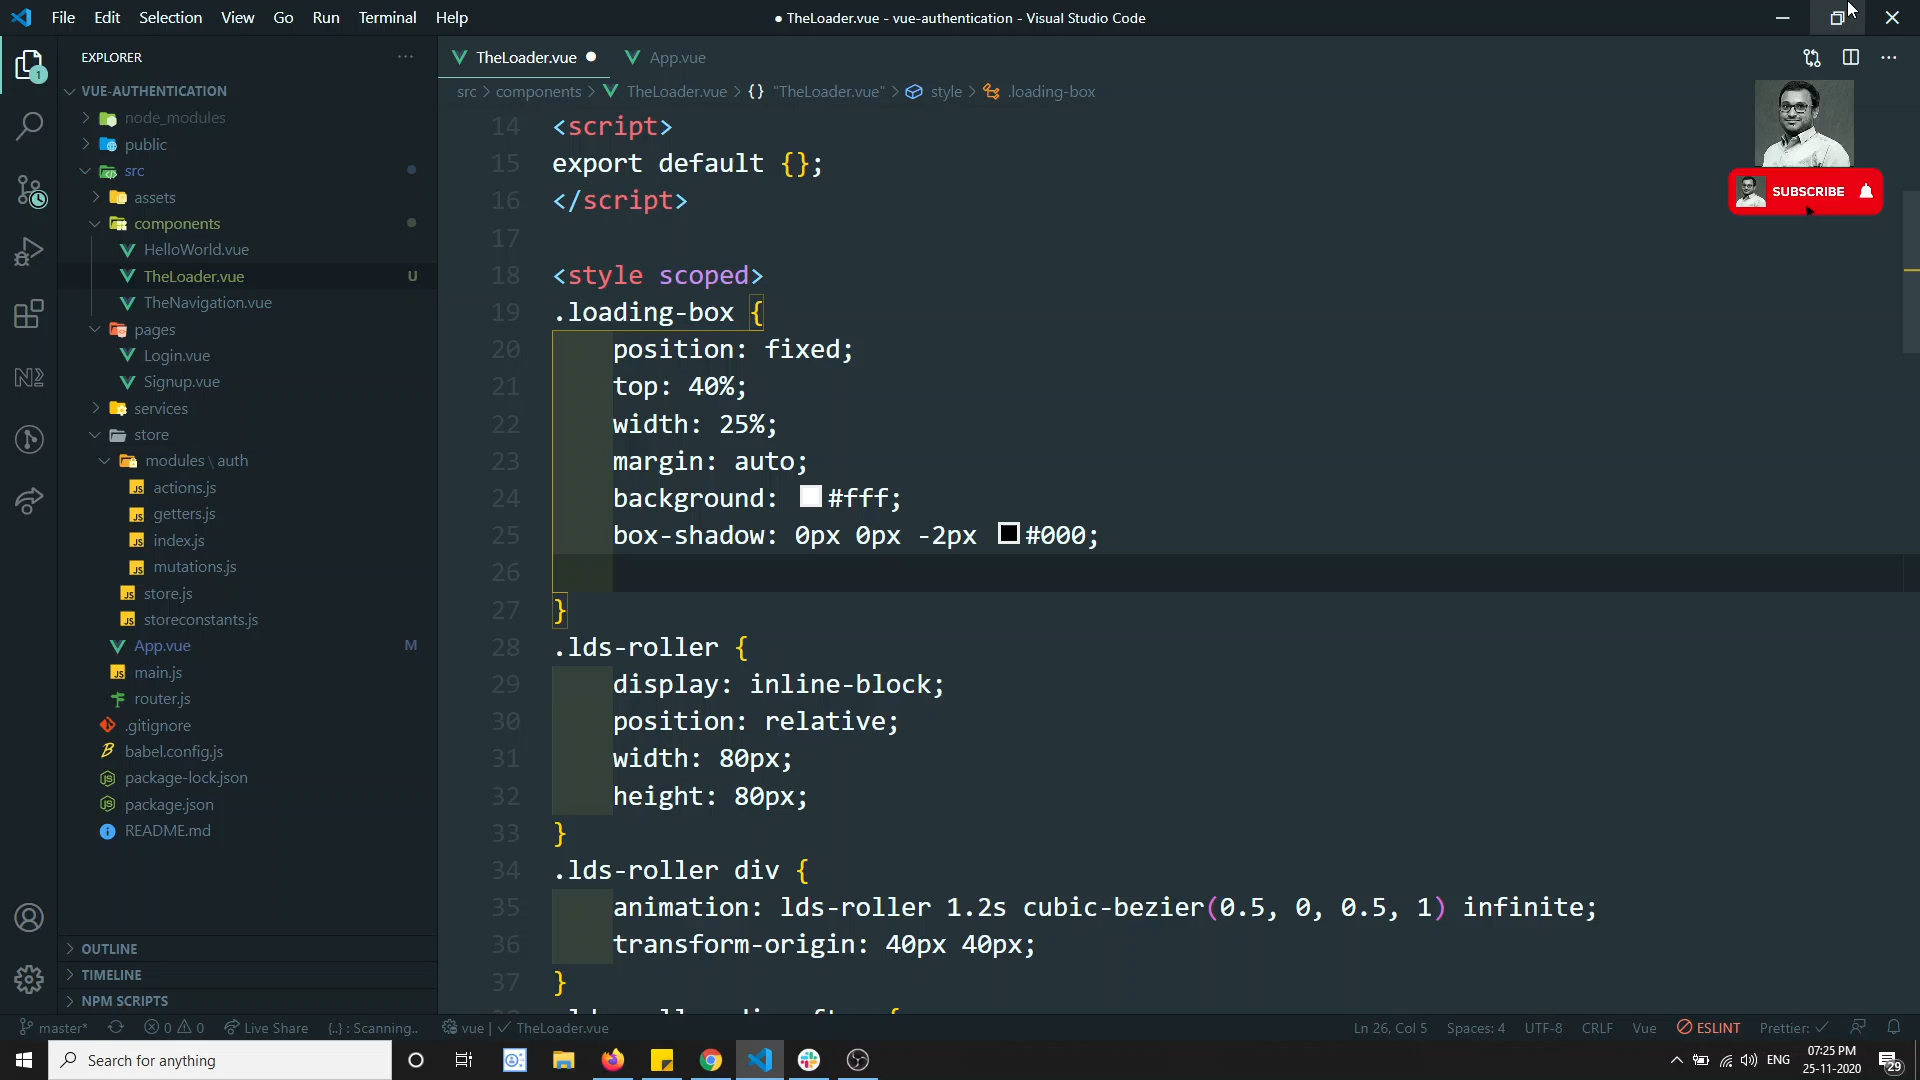 File Edit Selection View Go Run Terminal Help
● TheLoader.vue - vue-authentication - Visual Studio Code
EXPLORER
TheLoader.vue
App.vue
src > components > TheLoader.vue > {} "TheLoader.vue" > style > .loading-box
VUE-AUTHENTICATION
node_modules
public
src
assets
components
HelloWorld.vue
TheLoader.vue U
TheNavigation.vue
pages
Login.vue
Signup.vue
services
store
modules \ auth
actions.js
getters.js
index.js
mutations.js
store.js
storeconstants.js
App.vue M
main.js
router.js
.gitignore
babel.config.js
package-lock.json
package.json
README.md
OUTLINE
TIMELINE
NPM SCRIPTS
1
14 <script>
15 export default {};
16 </script>
17
18 <style scoped>
19 .loading-box {
20 position: fixed;
21 top: 40%;
22 width: 25%;
23 margin: auto;
24 background: #fff;
25 box-shadow: 0px 0px -2px #000;
26
27 }
28 .lds-roller {
29 display: inline-block;
30 position: relative;
31 width: 80px;
32 height: 80px;
33 }
34 .lds-roller div {
35 animation: lds-roller 1.2s cubic-bezier(0.5, 0, 0.5, 1) infinite;
36 transform-origin: 40px 40px;
37 }
SUBSCRIBE
master* 0 0 Live Share {..} : Scanning.. vue | ✓ TheLoader.vue
Ln 26, Col 5 Spaces: 4 UTF-8 CRLF Vue ESLINT Prettier: ✓
Search for anything
ENG
07:25 PM
25-11-2020
29